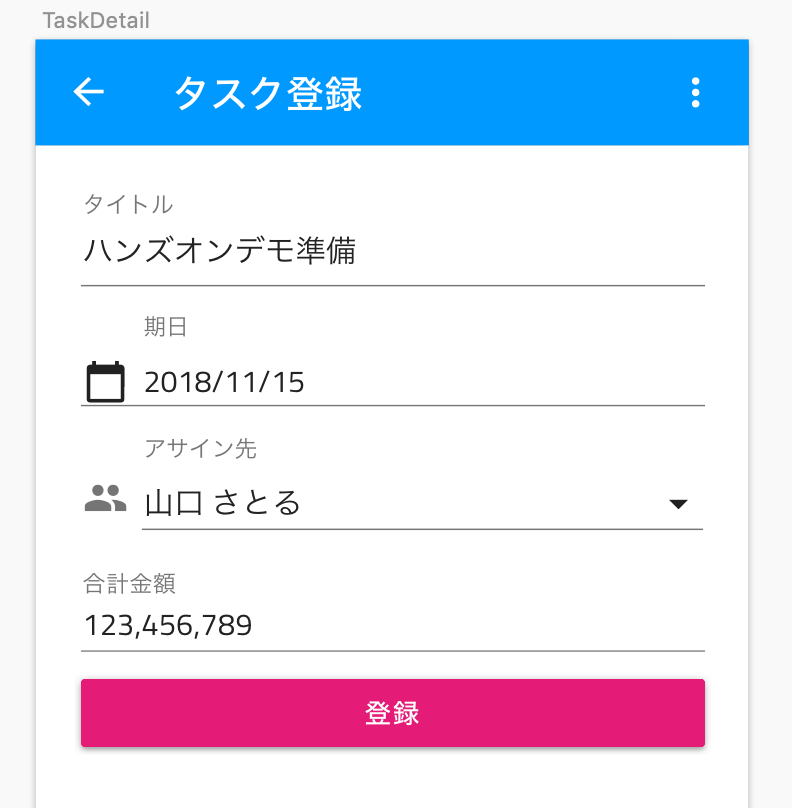 TaskDetail
タスク登録
タイトル
ハンズオンデモ準備
期日
2018/11/15
アサイン先
山口 さとる
合計金額
123,456,789
登録